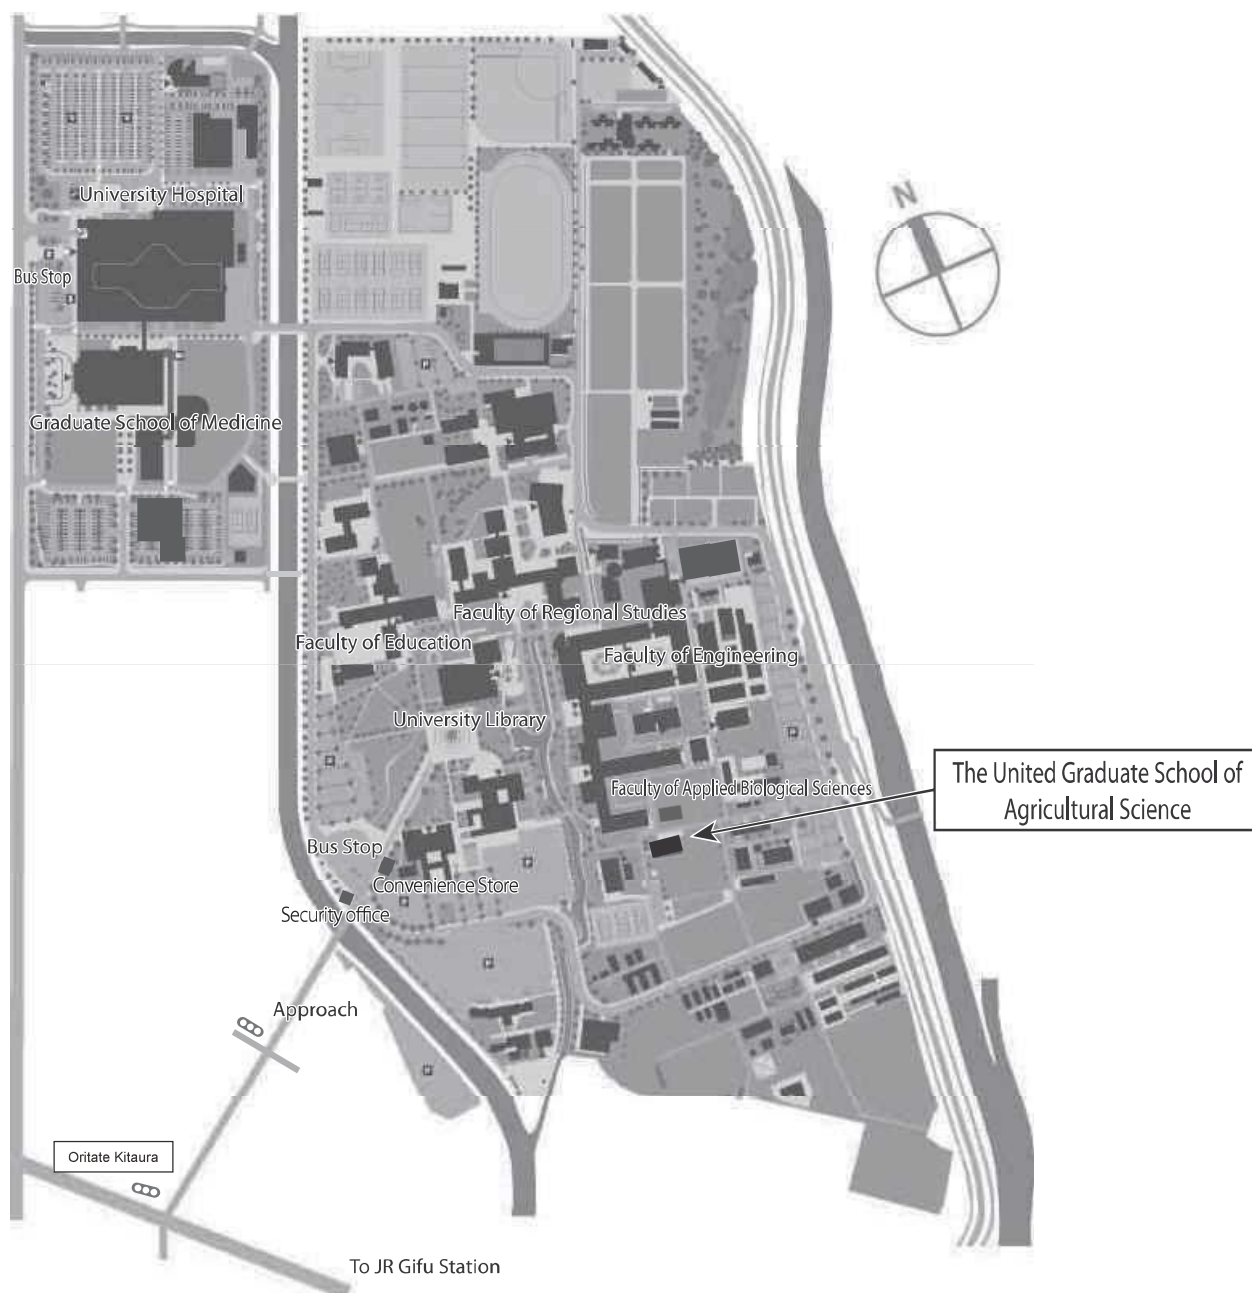 N
University Hospital
Bus Stop
Graduate School of Medicine
Faculty of Regional Studies
Faculty of Education
Faculty of Engineering
University Library
The United Graduate School of
Agricultural Science
Faculty of Applied Biological Sciences
Bus Stop
Convenience Store
Security office
Approach
Oritate Kitaura
To JR Gifu Station
P
P
P
P
P
P
P
P
P
P
P